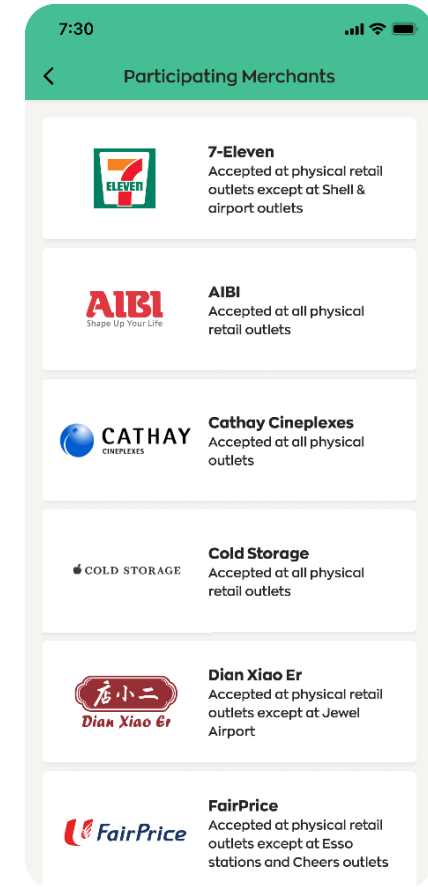 7:30
Participating Merchants
7
ELEVEN
7-Eleven
Accepted at physical retail
outlets except at Shell &
airport outlets
AIBI
Shape Up Your Life
AIBI
Accepted at all physical
retail outlets
CATHAY
CINEPLEXES
Cathay Cineplexes
Accepted at all physical
outlets
COLD STORAGE
Cold Storage
Accepted at all physical
retail outlets
店小二
Dian Xiao Er
Dian Xiao Er
Accepted at physical retail
outlets except at Jewel
Airport
FairPrice
FairPrice
Accepted at physical retail
outlets except at Esso
stations and Cheers outlets